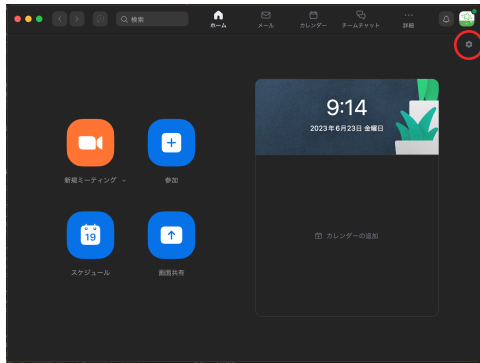 検索
ホーム
メール
カレンダー
チームチャット
詳細
9:14
2023年6月23日 金曜日
新規ミーティング
参加
19
スケジュール
画面共有
カレンダーの追加